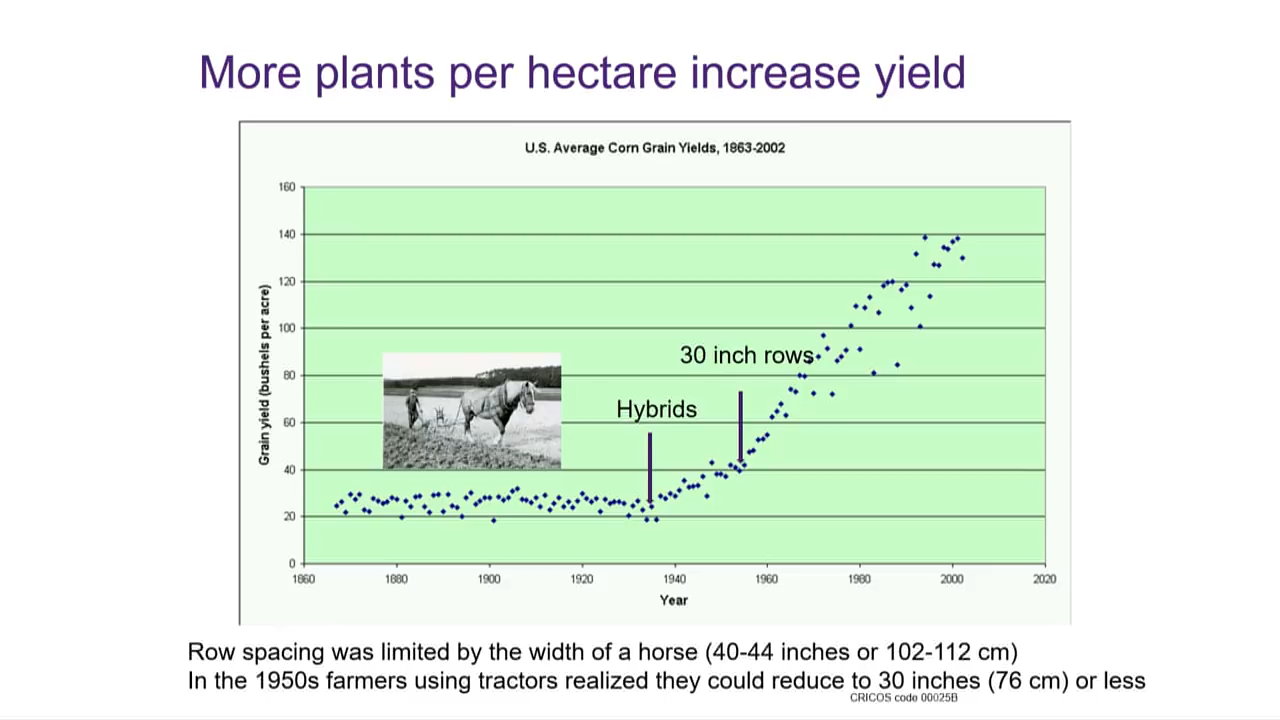 More plants per hectare increase yield
U.S. Average Corn Grain Yields, 1863-2002
Grain yield (bushels per acre)
160
140
120
100
80
60
40
20
0
30 inch rows
Hybrids
1860 1880 1900 1920 1940 1960 1980 2000 2020
Year
Row spacing was limited by the width of a horse (40-44 inches or 102-112 cm)
In the 1950s farmers using tractors realized they could reduce to 30 inches (76 cm) or less
CRICOS code 00025B